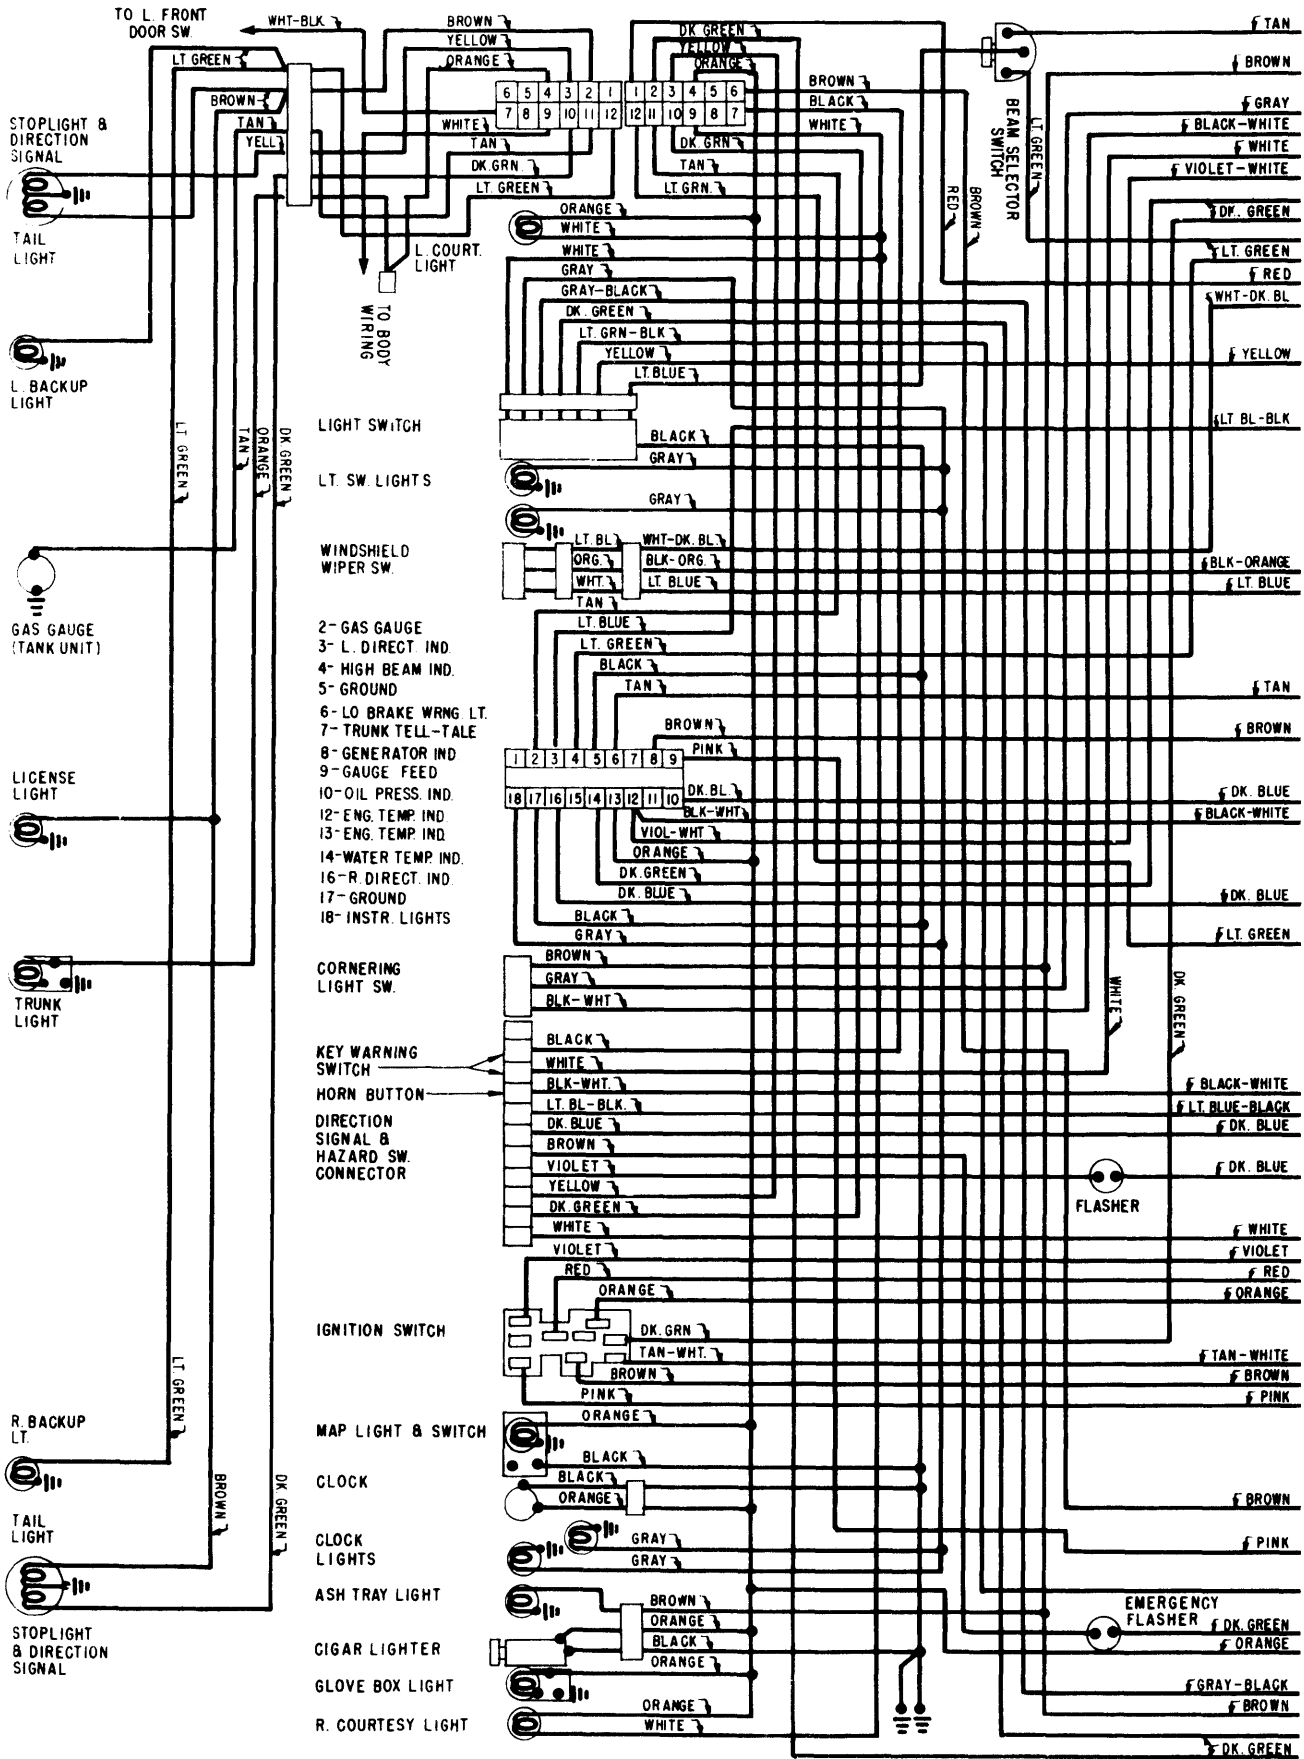 TO L. FRONT
DOOR SW.
WHT-BLK
BROWN
YELLOW
ORANGE
LT GREEN
BROWN
TAN
YELL
STOPLIGHT &
DIRECTION
SIGNAL
TAIL
LIGHT
6 5 4 3 2 1
7 8 9 10 11 12
WHITE
TAN
DK.GRN.
LT. GREEN
L.COURT.
LIGHT
TO BODY
WIRING
DK GREEN
YELLOW
ORANGE
1 2 3 4 5 6
12 11 10 9 8 7
BROWN
BLACK
WHITE
DK GRN
TAN
LT GRN.
RED
BROWN
BEAM SELECTOR
SWITCH
LT GREEN
TAN
BROWN
GRAY
BLACK-WHITE
WHITE
VIOLET-WHITE
DK. GREEN
LT. GREEN
RED
WHT-DK. BL
YELLOW
LT BL-BLK
ORANGE
WHITE
WHITE
GRAY
GRAY-BLACK
DK. GREEN
LT. GRN-BLK
YELLOW
LT. BLUE
LIGHT SWITCH
BLACK
GRAY
LT. SW. LIGHTS
GRAY
L. BACKUP
LIGHT
LT GREEN
TAN
ORANGE
DK GREEN
WINDSHIELD
WIPER SW.
LT. BL
WHT-DK. BL
ORG.
BLK-ORG.
WHT.
LT BLUE
BLK-ORANGE
LT. BLUE
GAS GAUGE
(TANK UNIT)
TAN
LT. BLUE
LT. GREEN
BLACK
TAN
BROWN
PINK
2- GAS GAUGE
3- L. DIRECT. IND.
4- HIGH BEAM IND.
5- GROUND
6- LO BRAKE WRNG. LT.
7- TRUNK TELL-TALE
8- GENERATOR IND
9- GAUGE FEED
10- OIL PRESS. IND.
12- ENG. TEMP. IND.
13- ENG. TEMP. IND.
14-WATER TEMP. IND.
16- R. DIRECT. IND.
17- GROUND
18- INSTR. LIGHTS
1 2 3 4 5 6 7 8 9
18 17 16 15 14 13 12 11 10
TAN
BROWN
DK.BL.
DK. BLUE
BLK-WHT
BLACK-WHITE
VIOL-WHT
ORANGE
DK.GREEN
DK. BLUE
DK. BLUE
BLACK
GRAY
LT. GREEN
LICENSE
LIGHT
TRUNK
LIGHT
CORNERING
LIGHT SW.
BROWN
GRAY
BLK-WHT
WHITE
DK. GREEN
KEY WARNING
SWITCH
BLACK
WHITE
HORN BUTTON
BLK-WHT.
BLACK-WHITE
DIRECTION
SIGNAL &
HAZARD SW.
CONNECTOR
LT. BL-BLK.
LT. BLUE-BLACK
DK. BLUE
DK. BLUE
BROWN
VIOLET
DK. BLUE
FLASHER
YELLOW
DK.GREEN
WHITE
WHITE
VIOLET
VIOLET
RED
RED
ORANGE
ORANGE
IGNITION SWITCH
DK.GRN
TAN-WHT.
TAN-WHITE
BROWN
BROWN
PINK
PINK
LT. GREEN
R. BACKUP
LT.
MAP LIGHT & SWITCH
ORANGE
BLACK
CLOCK
BLACK
ORANGE
BROWN
BROWN
DK. GREEN
TAIL
LIGHT
CLOCK
LIGHTS
GRAY
GRAY
PINK
STOPLIGHT
& DIRECTION
SIGNAL
ASH TRAY LIGHT
BROWN
ORANGE
CIGAR LIGHTER
BLACK
ORANGE
EMERGENCY
FLASHER
DK. GREEN
ORANGE
GLOVE BOX LIGHT
GRAY-BLACK
BROWN
R. COURTESY LIGHT
ORANGE
WHITE
DK. GREEN